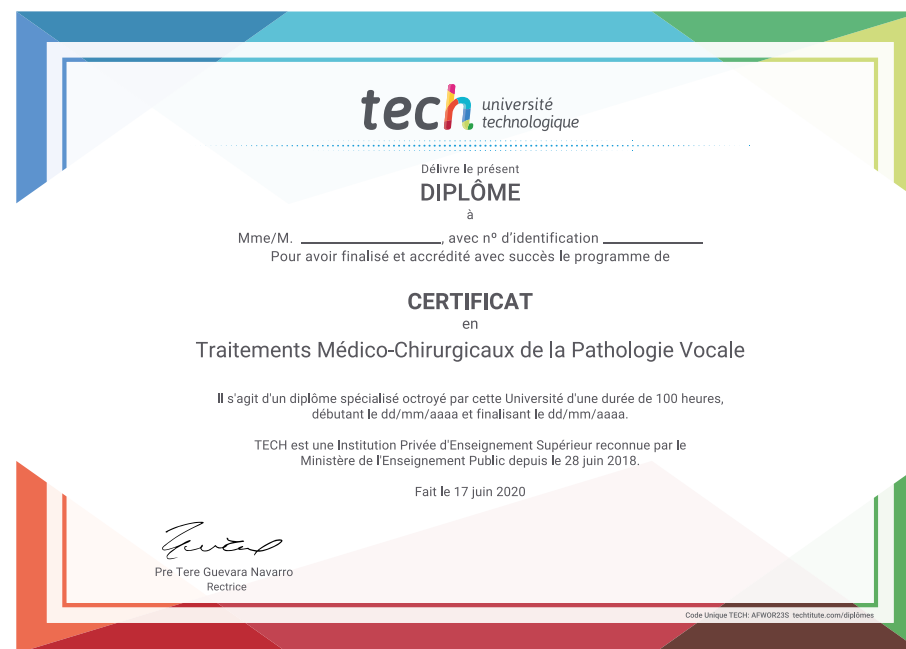 tech université
technologique
Délivre le présent
DIPLÔME
à
Mme/M. ____________________, avec nº d'identification ______________
Pour avoir finalisé et accrédité avec succès le programme de
CERTIFICAT
en
Traitements Médico-Chirurgicaux de la Pathologie Vocale
Il s'agit d'un diplôme spécialisé octroyé par cette Université d'une durée de 100 heures,
débutant le dd/mm/aaaa et finalisant le dd/mm/aaaa.
TECH est une Institution Privée d'Enseignement Supérieur reconnue par le
Ministère de l'Enseignement Public depuis le 28 juin 2018.
Fait le 17 juin 2020
Pre Tere Guevara Navarro
Rectrice
Code Unique TECH: AFWOR23S techtitute.com/diplômes